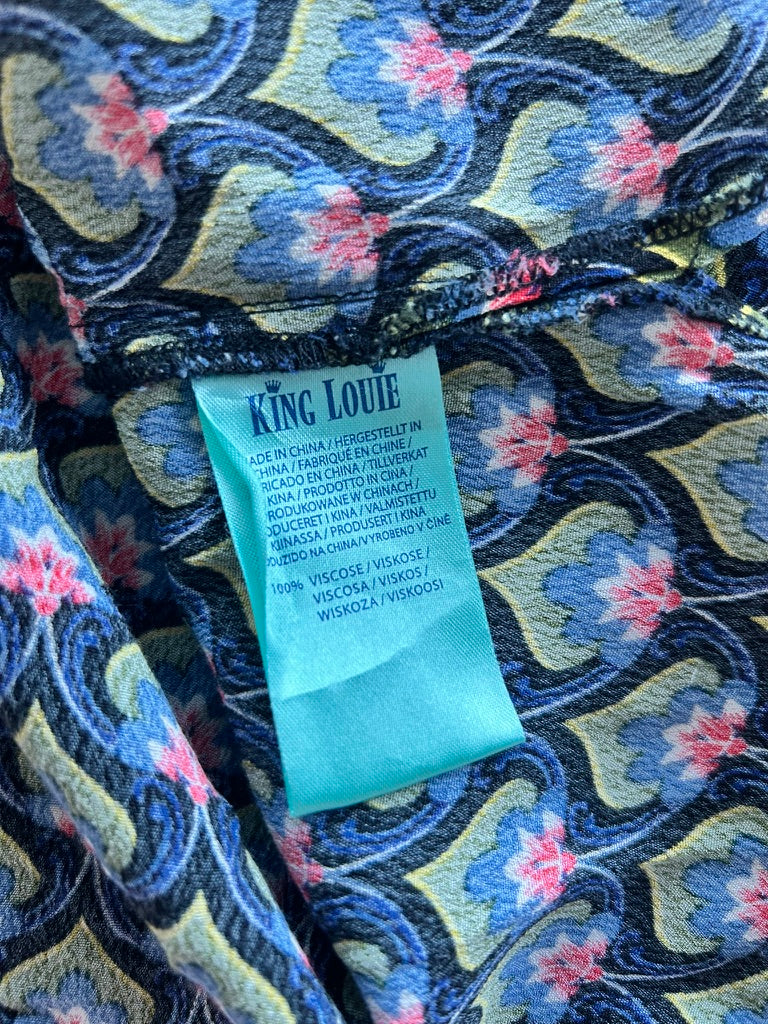 KING LOUIE
ADE IN CHINA / HERGESTELLT IN
CHINA / FABRIQUÉ EN CHINE /
RICADO EN CHINA / TILLVERKAT
KINA / PRODOTTO IN CINA /
RODUKOWANE W CHINACH /
ODUCERET I KINA / VALMISTETTU
KIINASSA / PRODUSERT I KINA
OUZIDO NA CHINA/VYROBENO V ČÍNĚ
100% VISCOSE / VISKOSE /
VISCOSA / VISKOS /
WISKOZA / VISKOOSI